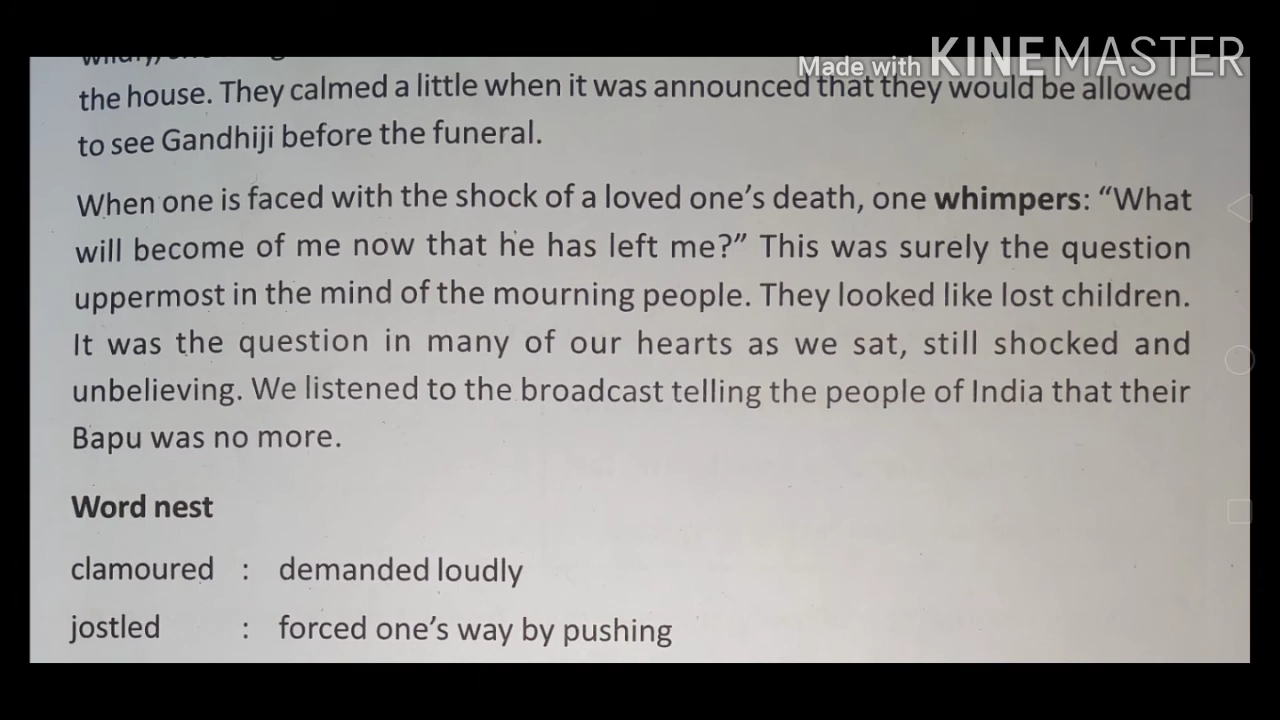 Made with KINEMASTER
the house. They calmed a little when it was announced that they would be allowed
to see Gandhiji before the funeral.
When one is faced with the shock of a loved one's death, one whimpers: “What
will become of me now that he has left me?” This was surely the question
uppermost in the mind of the mourning people. They looked like lost children.
It was the question in many of our hearts as we sat, still shocked and
unbelieving. We listened to the broadcast telling the people of India that their
Bapu was no more.
Word nest
clamoured : demanded loudly
jostled : forced one's way by pushing